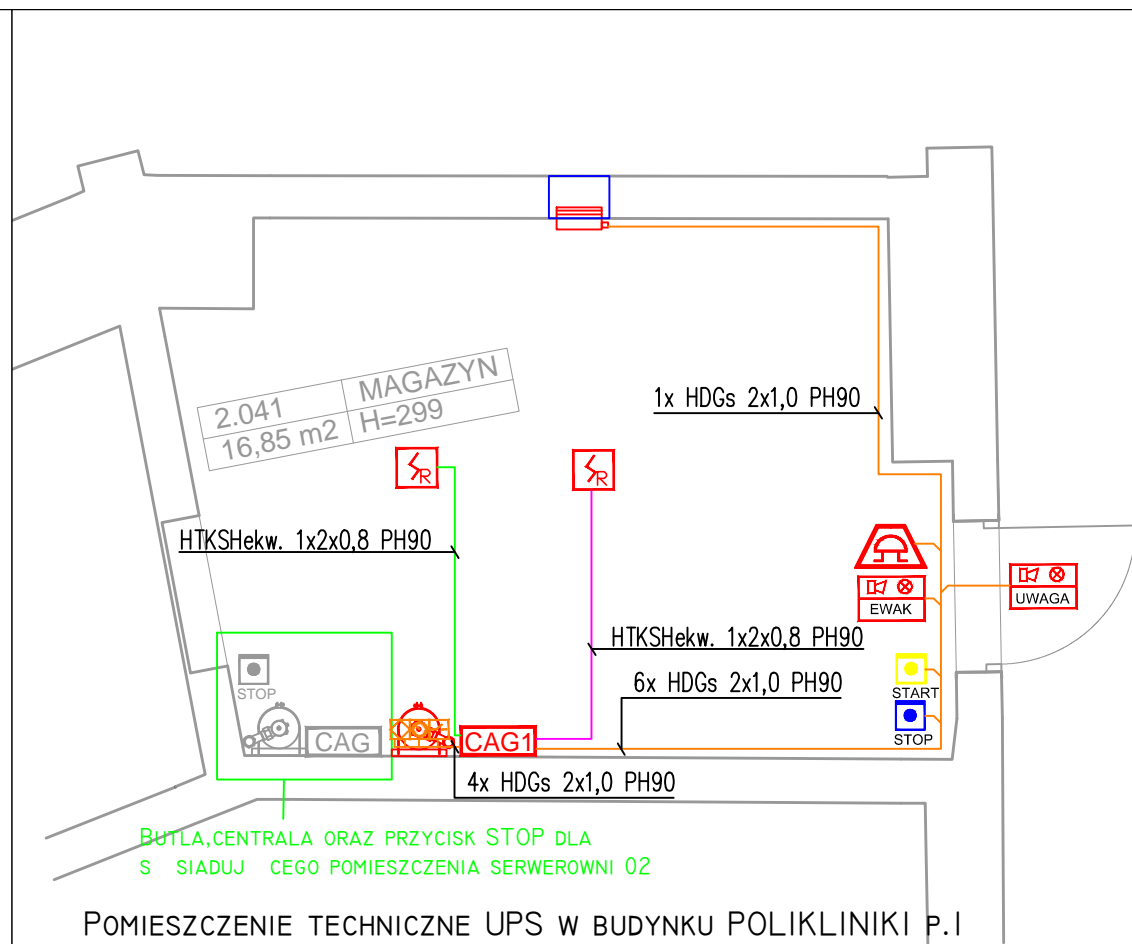 1x HDGs 2x1,0 PH90
2.041 MAGAZYN
16,85 m2 H=299
R
R
HTKSHekw. 1x2x0,8 PH90
UWAGA
EWAK
HTKSHekw. 1x2x0,8 PH90
6x HDGs 2x1,0 PH90
STOP
START
CAG
CAG1
STOP
4x HDGs 2x1,0 PH90
BUTLA,CENTRALA ORAZ PRZYCISK STOP DLA
S SIADUJ CEGO POMIESZCZENIA SERWEROWNI 02
POMIESZCZENIE TECHNICZNE UPS W BUDYNKU POLIKLINIKI P.I